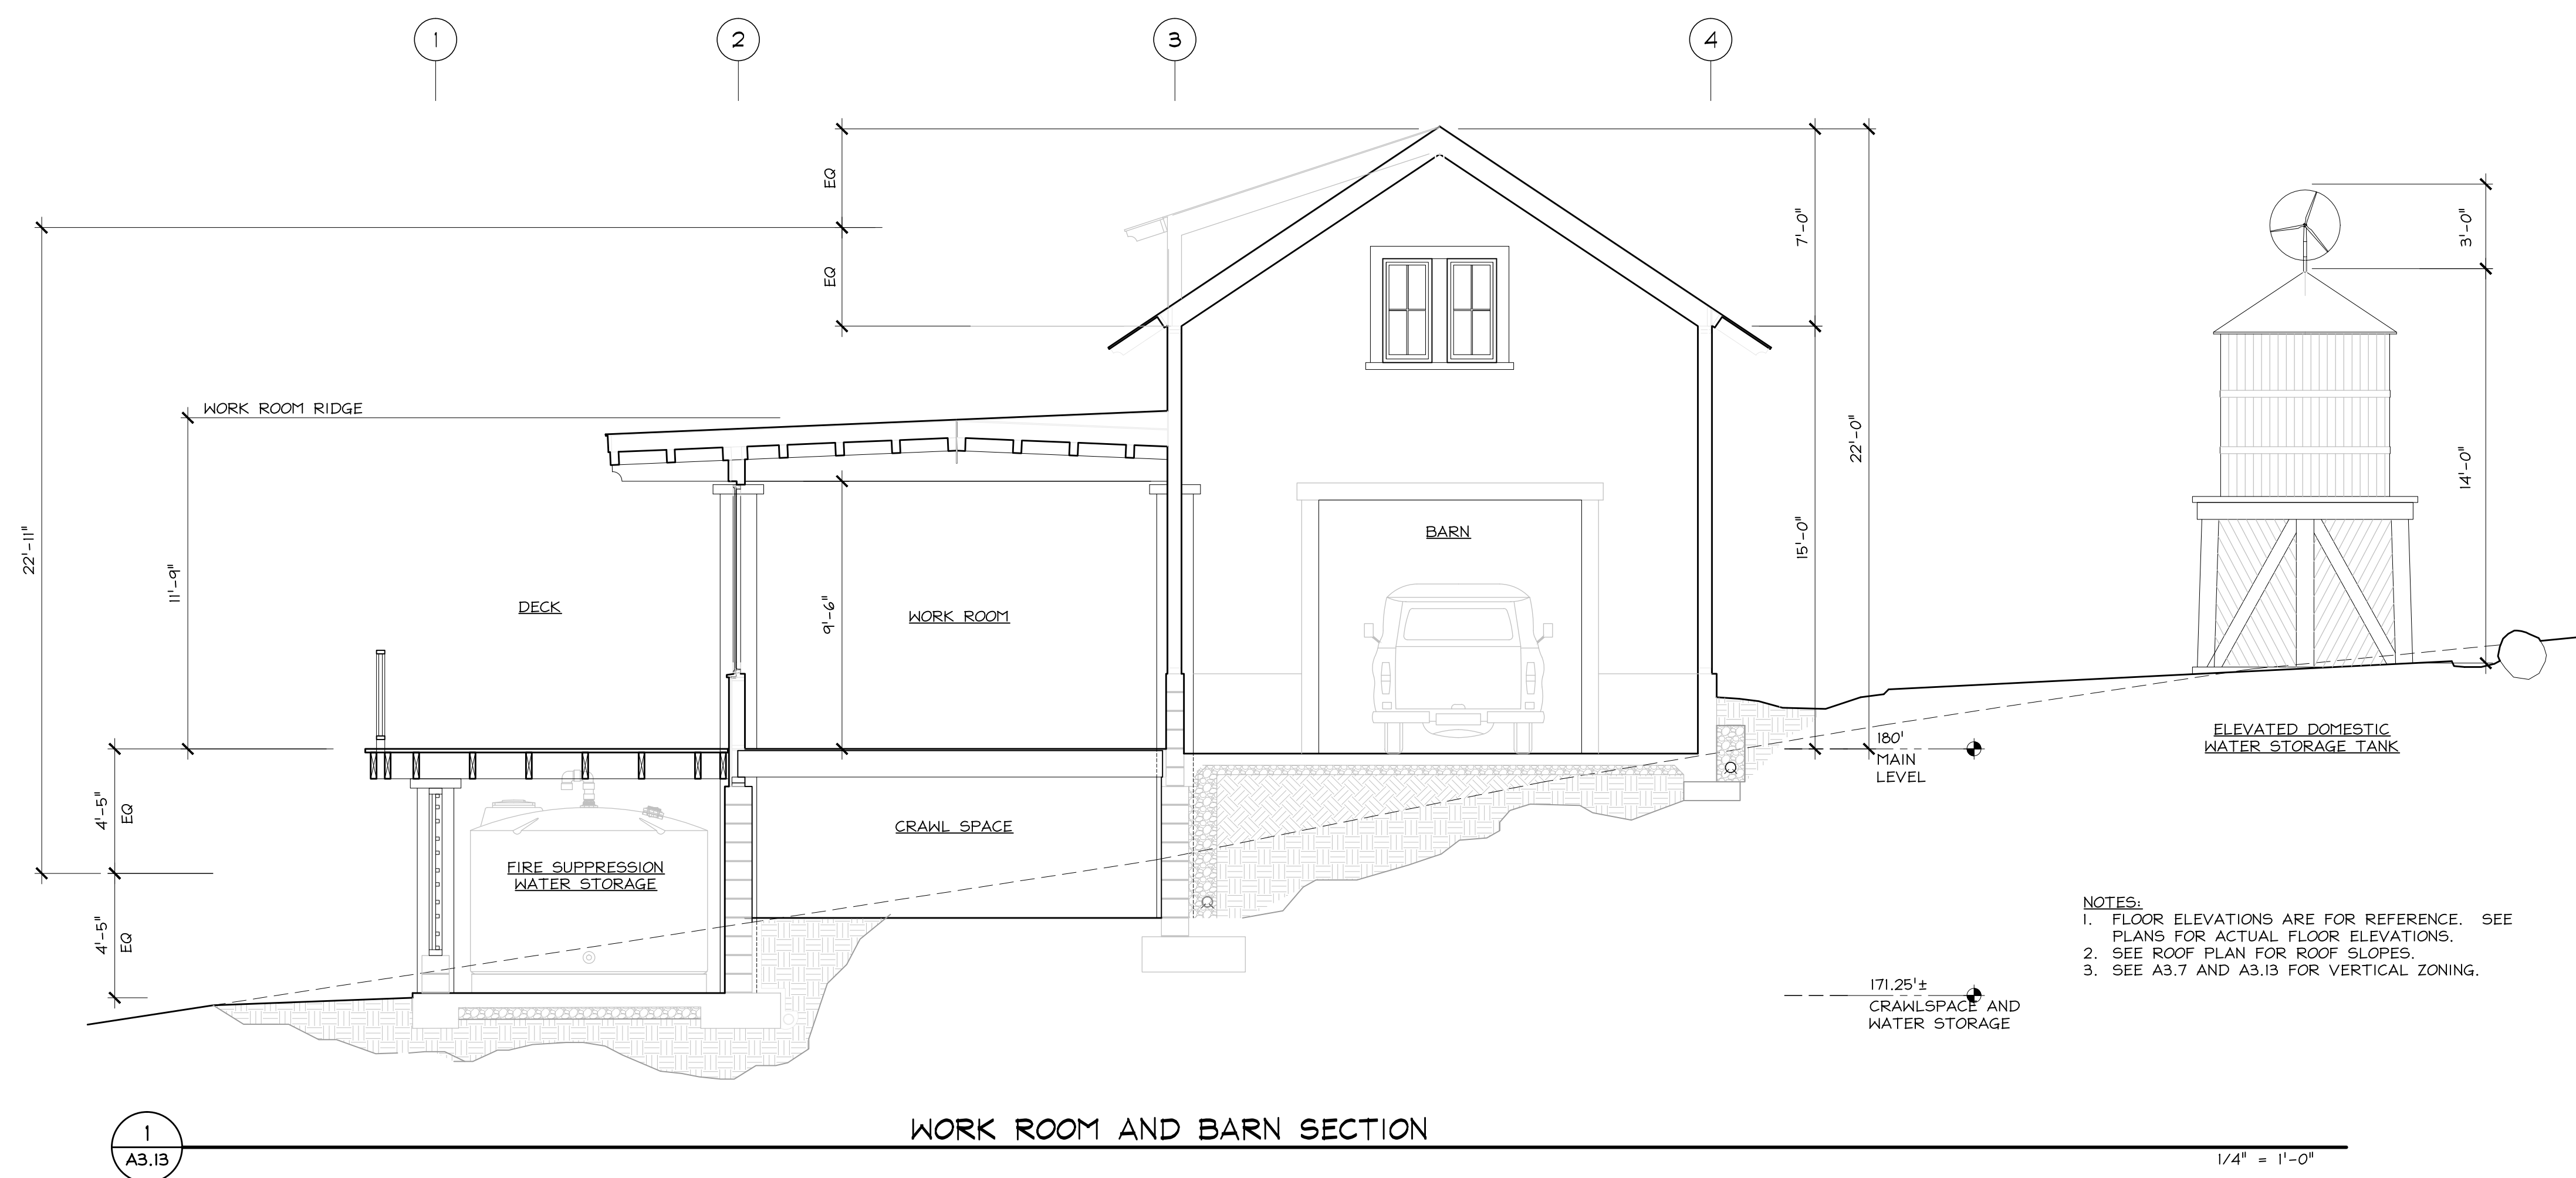 1
2
3
4
EQ
7'-0"
3'-0"
EQ
WORK ROOM RIDGE
22'-0"
14'-0"
22'-11"
11'-9"
15'-0"
BARN
DECK
9'-6"
WORK ROOM
180'
MAIN
LEVEL
ELEVATED DOMESTIC
WATER STORAGE TANK
4'-5"
EQ
CRAWL SPACE
FIRE SUPPRESSION
WATER STORAGE
4'-5"
EQ
NOTES:
1. FLOOR ELEVATIONS ARE FOR REFERENCE. SEE
PLANS FOR ACTUAL FLOOR ELEVATIONS.
2. SEE ROOF PLAN FOR ROOF SLOPES.
3. SEE A3.7 AND A3.13 FOR VERTICAL ZONING.
171.25'±
CRAWLSPACE AND
WATER STORAGE
1
A3.13
WORK ROOM AND BARN SECTION
1/4" = 1'-0"